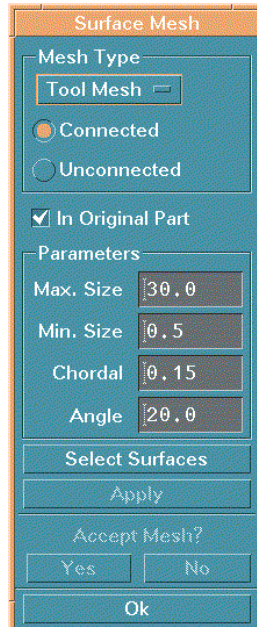 Surface Mesh
Mesh Type
Tool Mesh
Connected
Unconnected
In Original Part
Parameters
Max. Size 30.0
Min. Size 0.5
Chordal 0.15
Angle 20.0
Select Surfaces
Apply
Accept Mesh?
Yes No
Ok